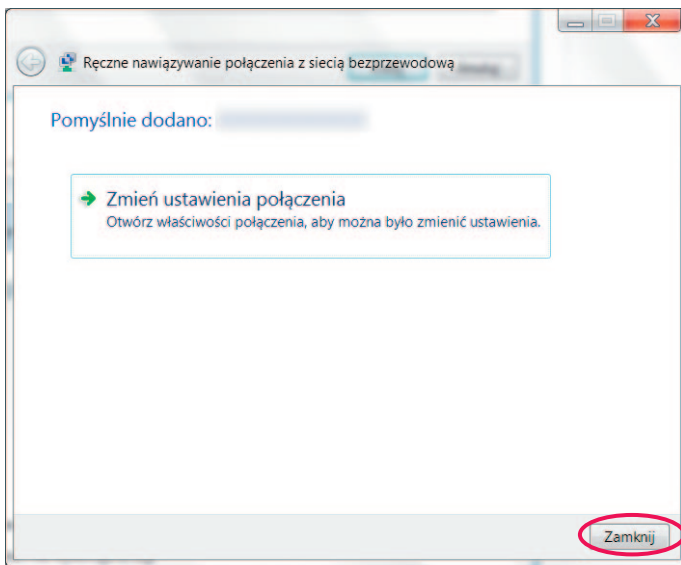 Ręczne nawiązywanie połączenia z siecią bezprzewodową
Pomyślnie dodano:
Zmień ustawienia połączenia
Otwórz właściwości połączenia, aby można było zmienić ustawienia.
Zamknij